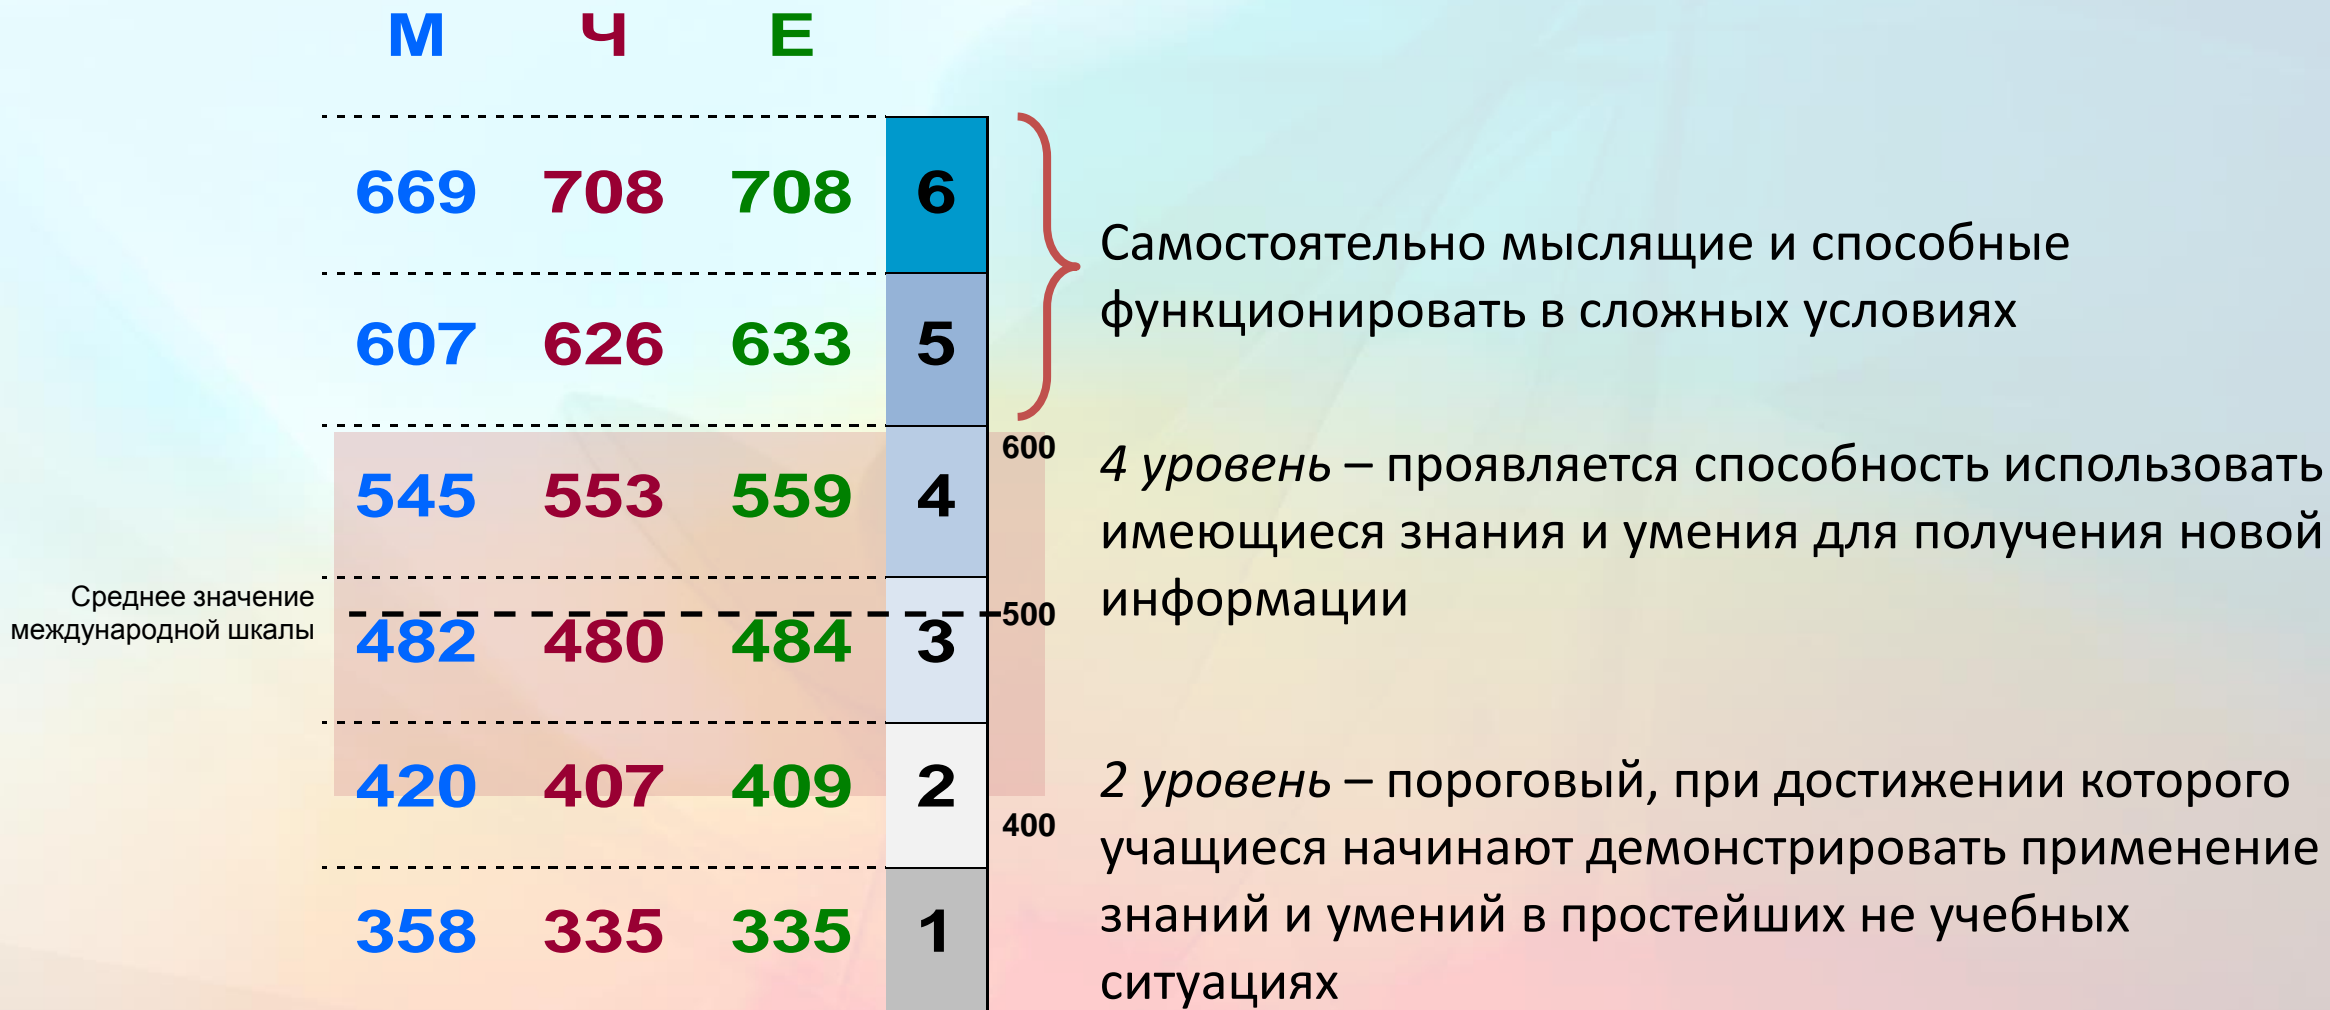 М Ч Е
669 708 708 6
607 626 633 5
Самостоятельно мыслящие и способные
функционировать в сложных условиях
600
545 553 559 4
4 уровень – проявляется способность использовать
имеющиеся знания и умения для получения новой
информации
Среднее значение
международной шкалы
500
482 480 484 3
420 407 409 2
400
2 уровень – пороговый, при достижении которого
учащиеся начинают демонстрировать применение
знаний и умений в простейших не учебных
ситуациях
358 335 335 1